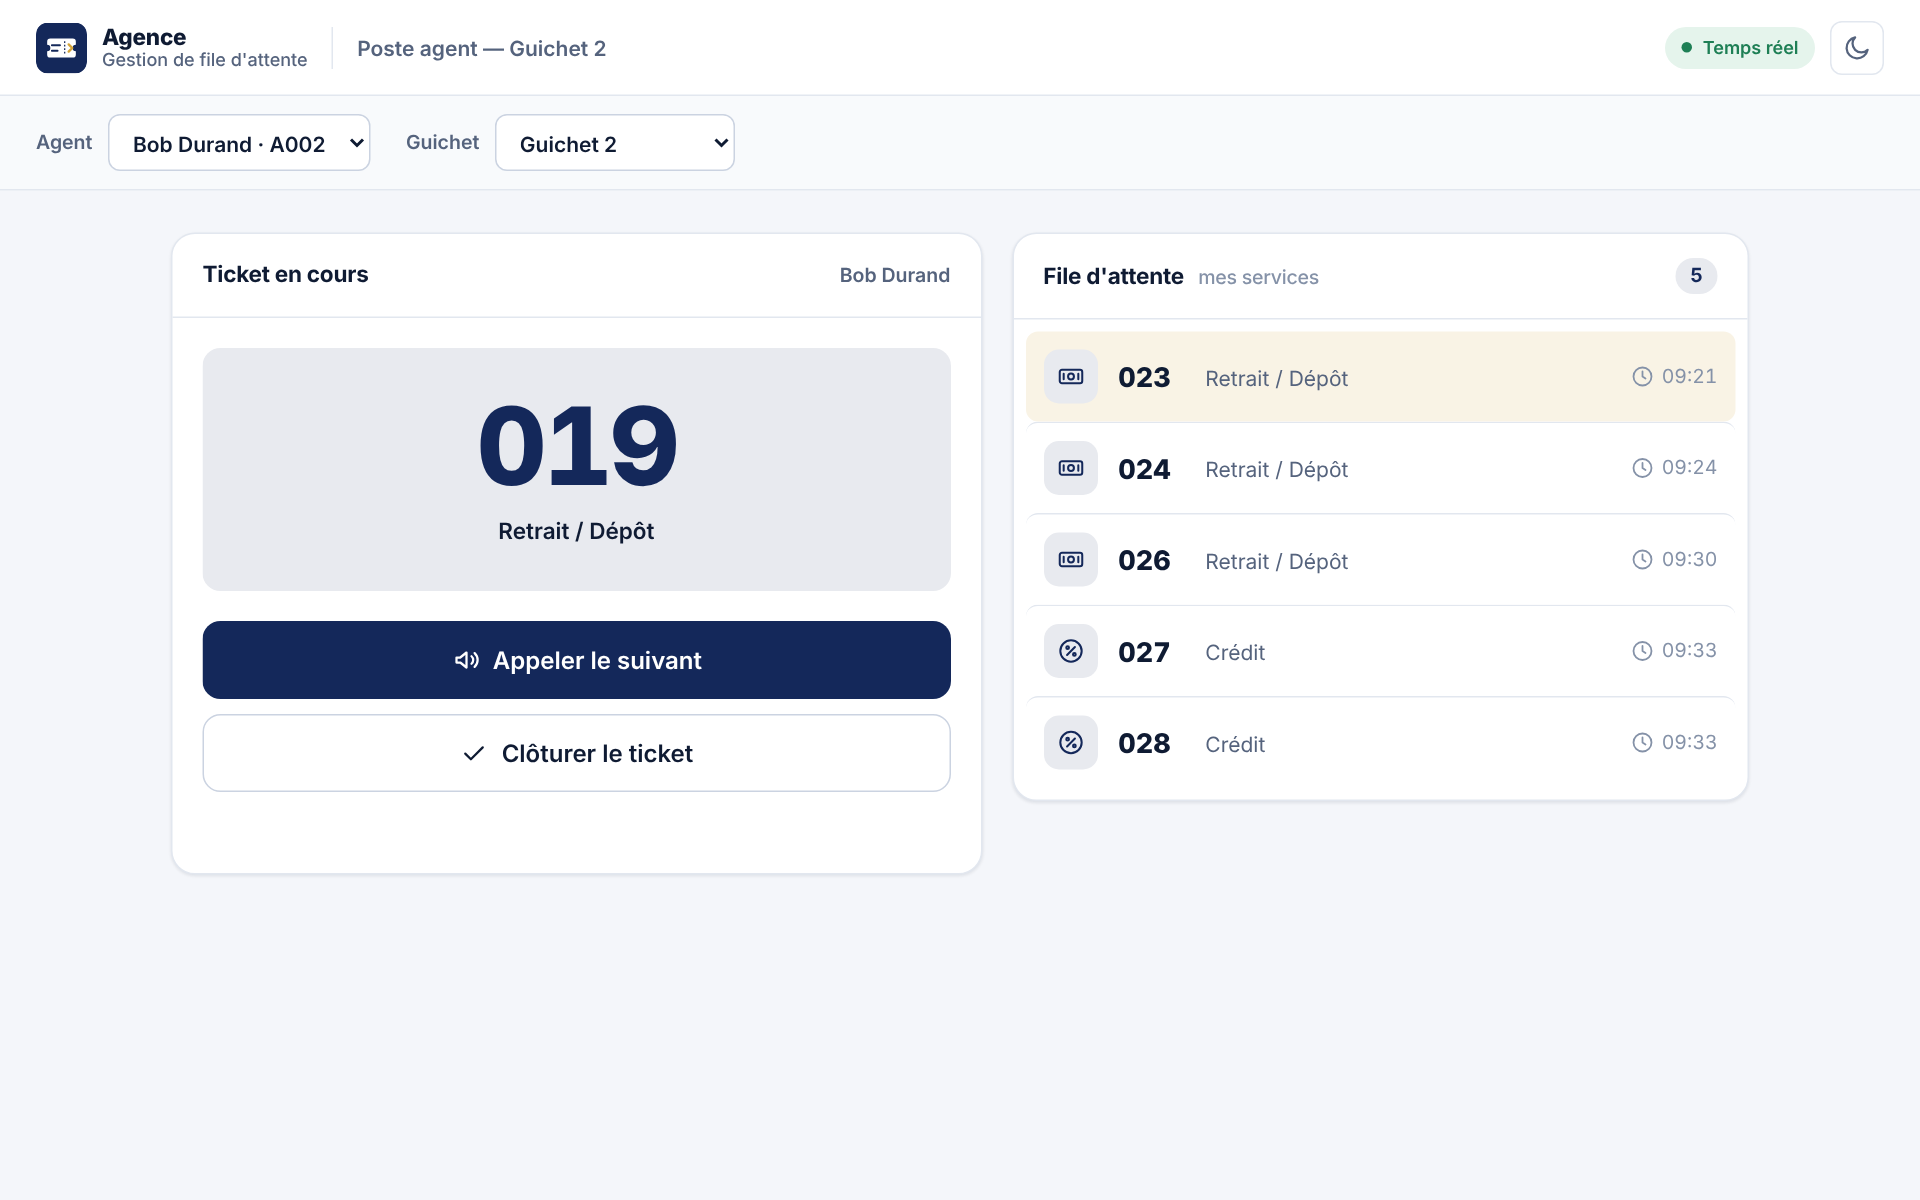 Agence
Gestion de file d'attente
Poste agent — Guichet 2
Temps réel
Agent
Bob Durand · A002
Guichet
Guichet 2
Ticket en cours
Bob Durand
019
Retrait / Dépôt
Appeler le suivant
Clôturer le ticket
File d'attente mes services
5
023 Retrait / Dépôt 09:21
024 Retrait / Dépôt 09:24
026 Retrait / Dépôt 09:30
027 Crédit 09:33
028 Crédit 09:33